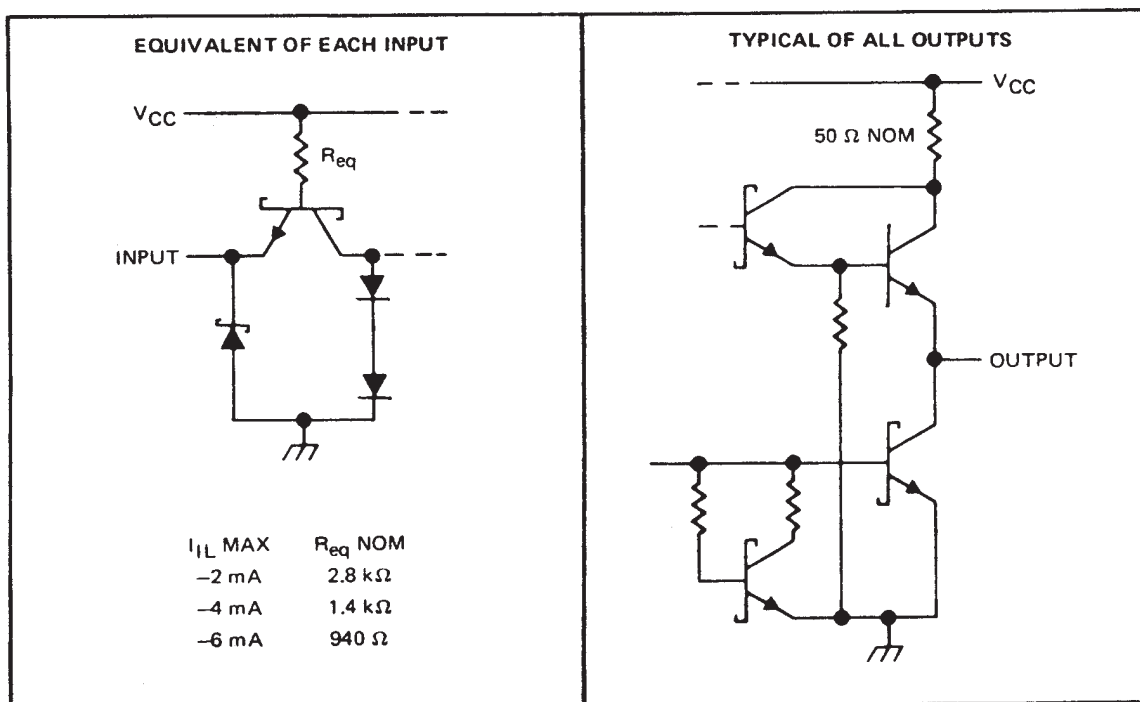 EQUIVALENT OF EACH INPUT
VCC
Req
INPUT
IIL MAX Req NOM
–2 mA 2.8 kΩ
–4 mA 1.4 kΩ
–6 mA 940 Ω
TYPICAL OF ALL OUTPUTS
VCC
50 Ω NOM
OUTPUT